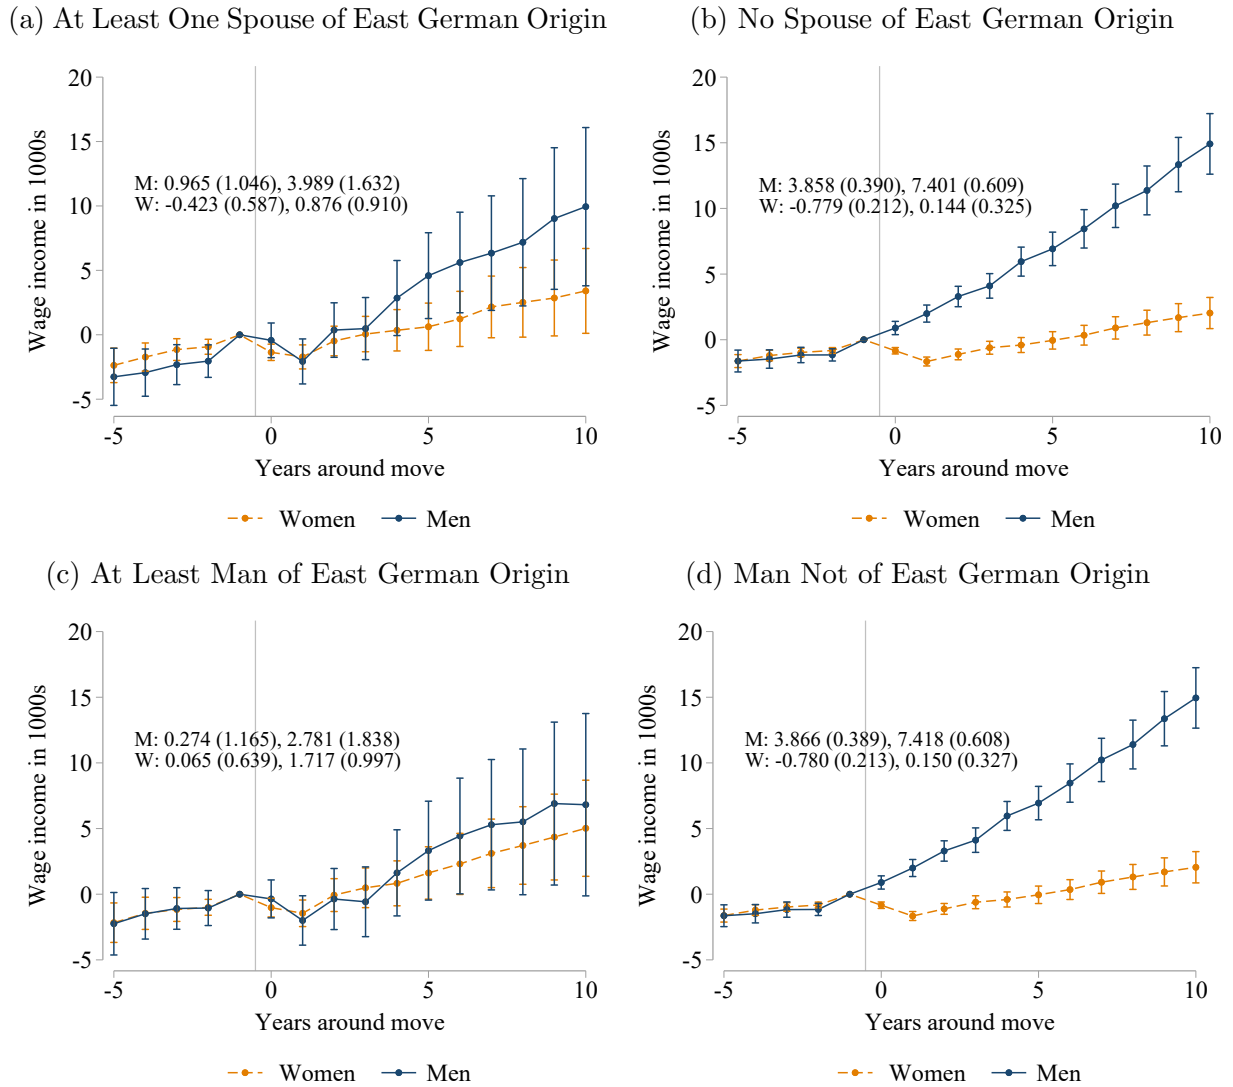 (a) At Least One Spouse of East German Origin
20
15
10
5
0
-5
Wage income in 1000s
M: 0.965 (1.046), 3.989 (1.632)
W: -0.423 (0.587), 0.876 (0.910)
-5 0 5 10
Years around move
Women Men
(b) No Spouse of East German Origin
20
15
10
5
0
-5
Wage income in 1000s
M: 3.858 (0.390), 7.401 (0.609)
W: -0.779 (0.212), 0.144 (0.325)
-5 0 5 10
Years around move
Women Men
(c) At Least Man of East German Origin
20
15
10
5
0
-5
Wage income in 1000s
M: 0.274 (1.165), 2.781 (1.838)
W: 0.065 (0.639), 1.717 (0.997)
-5 0 5 10
Years around move
Women Men
(d) Man Not of East German Origin
20
15
10
5
0
-5
Wage income in 1000s
M: 3.866 (0.389), 7.418 (0.608)
W: -0.780 (0.213), 0.150 (0.327)
-5 0 5 10
Years around move
Women Men